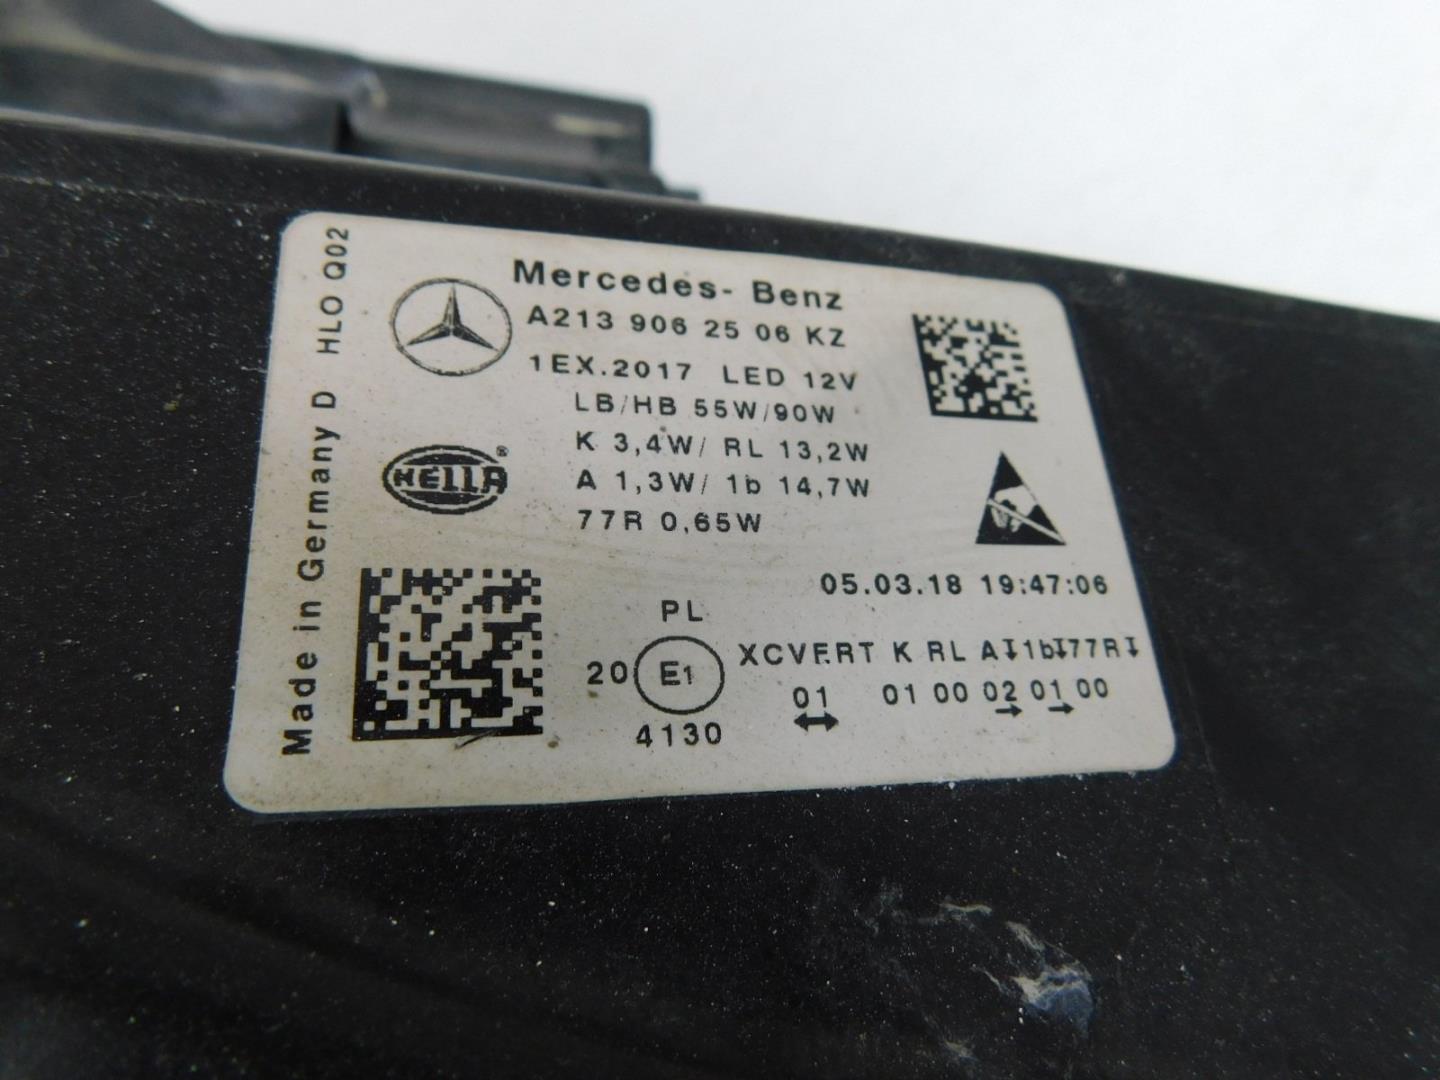 Mercedes- Benz
A213 906 25 06 KZ
1EX.2017 LED 12V
LB/HB 55W/90W
K 3,4W/ RL 13,2W
A 1,3W/ 1b 14,7W
77R 0,65W
HELLA®
Made in Germany D HLO Q02
05.03.18 19:47:06
PL
XCVFRT K RL A↧1b↧77R↧
20 E1
01 01 00 02 01 00
↔ → →
4130